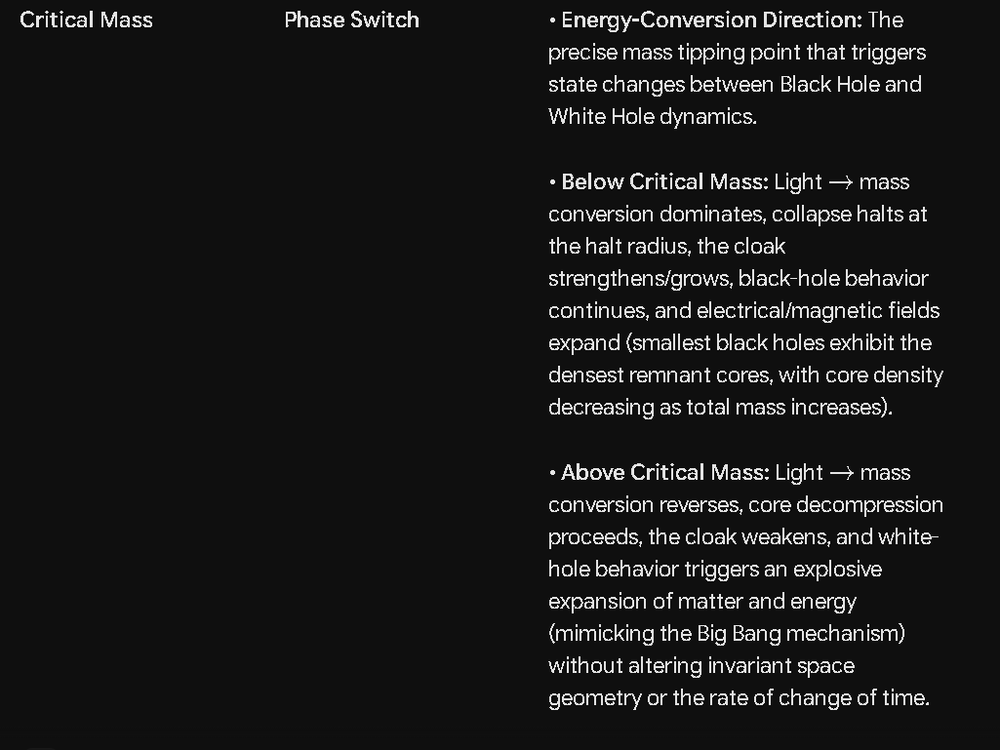 Critical Mass
Phase Switch
• Energy-Conversion Direction: The
precise mass tipping point that triggers
state changes between Black Hole and
White Hole dynamics.
• Below Critical Mass: Light → mass
conversion dominates, collapse halts at
the halt radius, the cloak
strengthens/grows, black-hole behavior
continues, and electrical/magnetic fields
expand (smallest black holes exhibit the
densest remnant cores, with core density
decreasing as total mass increases).
• Above Critical Mass: Light → mass
conversion reverses, core decompression
proceeds, the cloak weakens, and white-
hole behavior triggers an explosive
expansion of matter and energy
(mimicking the Big Bang mechanism)
without altering invariant space
geometry or the rate of change of time.